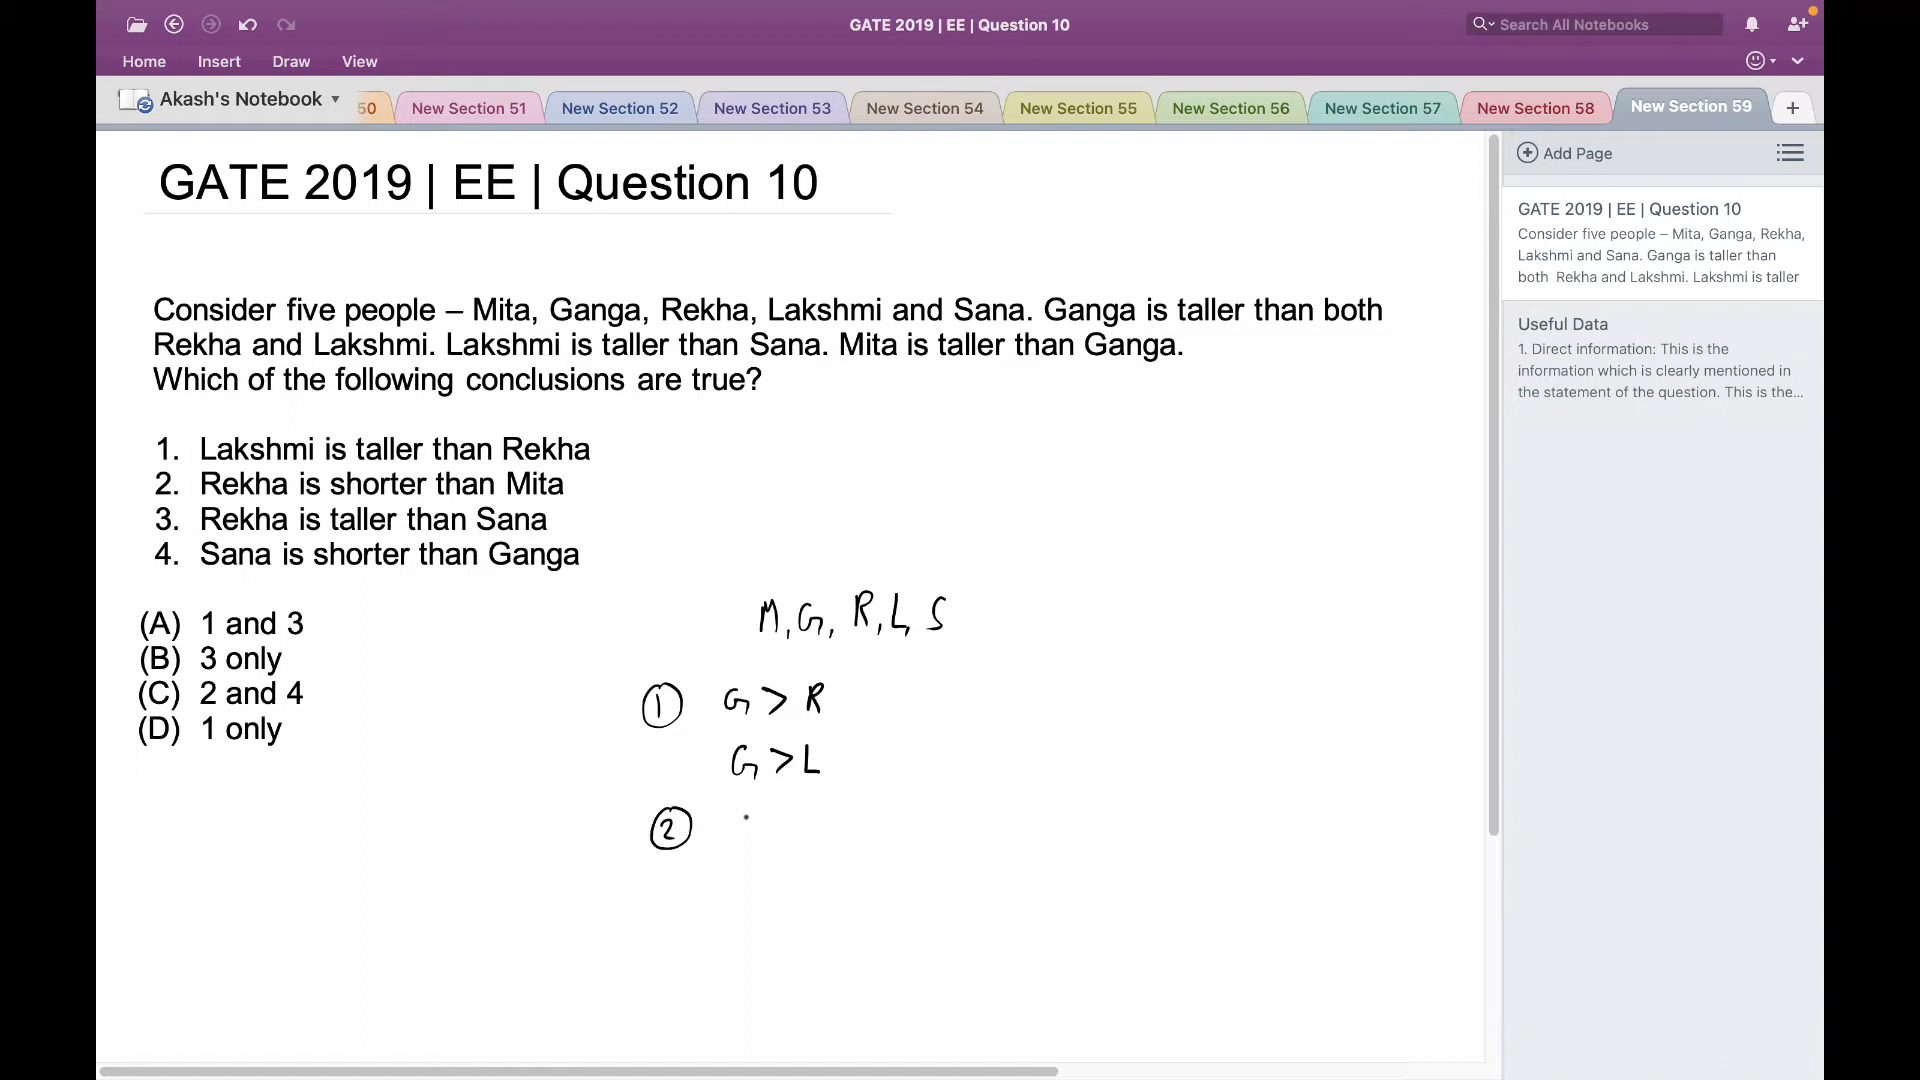 GATE 2019 | EE | Question 10
Search All Notebooks
Home Insert Draw View
Akash's Notebook
50 New Section 51 New Section 52 New Section 53 New Section 54 New Section 55 New Section 56 New Section 57 New Section 58 New Section 59 +
GATE 2019 | EE | Question 10
Consider five people – Mita, Ganga, Rekha, Lakshmi and Sana. Ganga is taller than both
Rekha and Lakshmi. Lakshmi is taller than Sana. Mita is taller than Ganga.
Which of the following conclusions are true?
1. Lakshmi is taller than Rekha
2. Rekha is shorter than Mita
3. Rekha is taller than Sana
4. Sana is shorter than Ganga
(A) 1 and 3
(B) 3 only
(C) 2 and 4
(D) 1 only
M, G, R, L, S
1 G > R
G > L
2
Add Page
GATE 2019 | EE | Question 10
Consider five people – Mita, Ganga, Rekha,
Lakshmi and Sana. Ganga is taller than
both Rekha and Lakshmi. Lakshmi is taller
Useful Data
1. Direct information: This is the
information which is clearly mentioned in
the statement of the question. This is the...